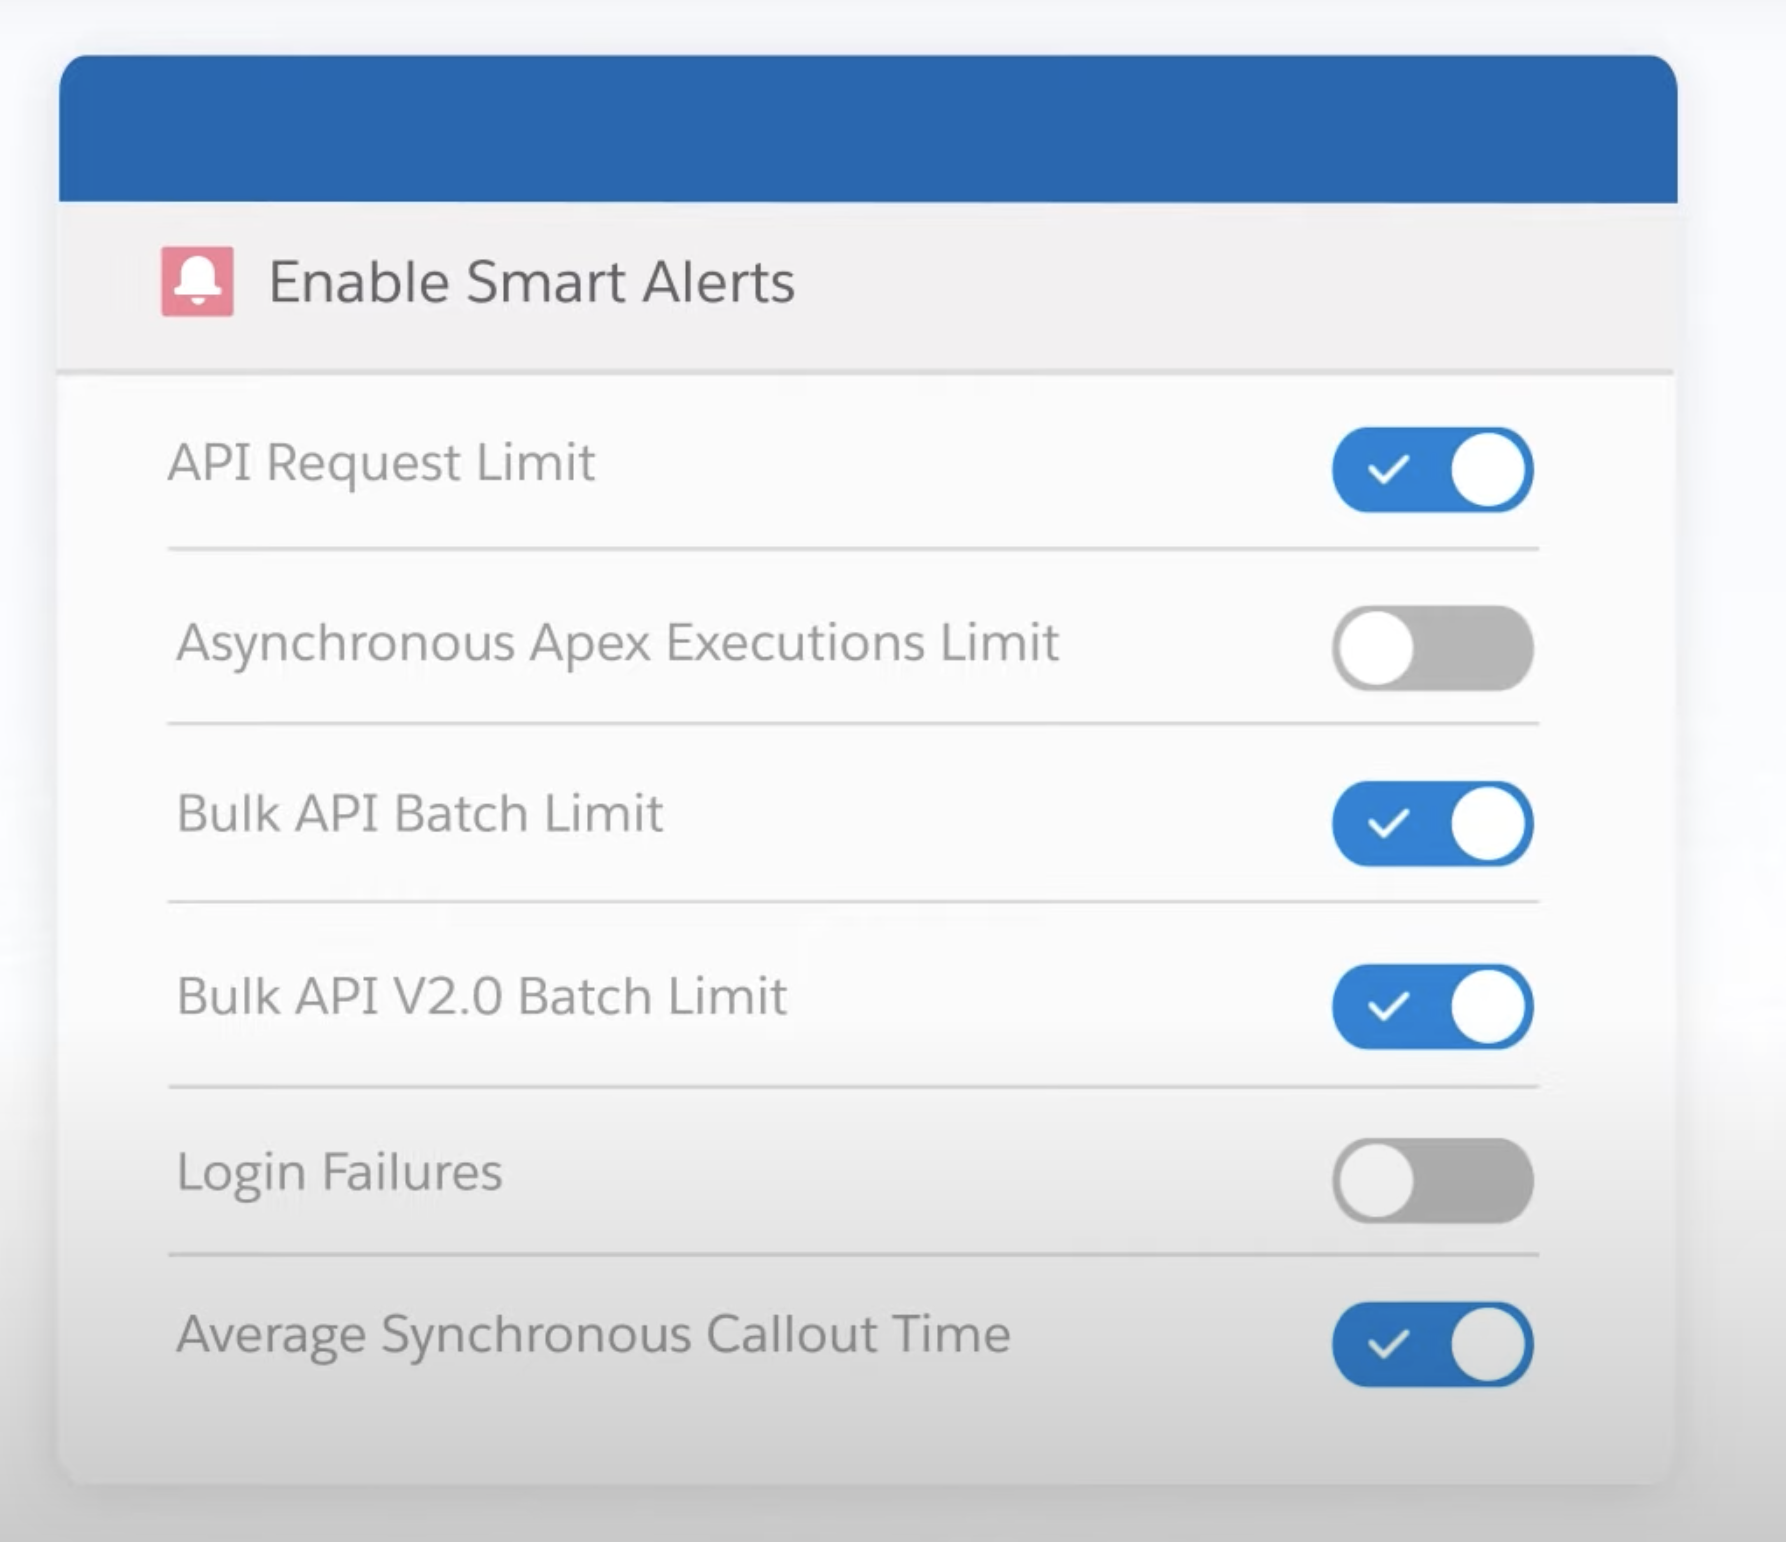 Enable Smart Alerts
API Request Limit
Asynchronous Apex Executions Limit
Bulk API Batch Limit
Bulk API V2.0 Batch Limit
Login Failures
Average Synchronous Callout Time